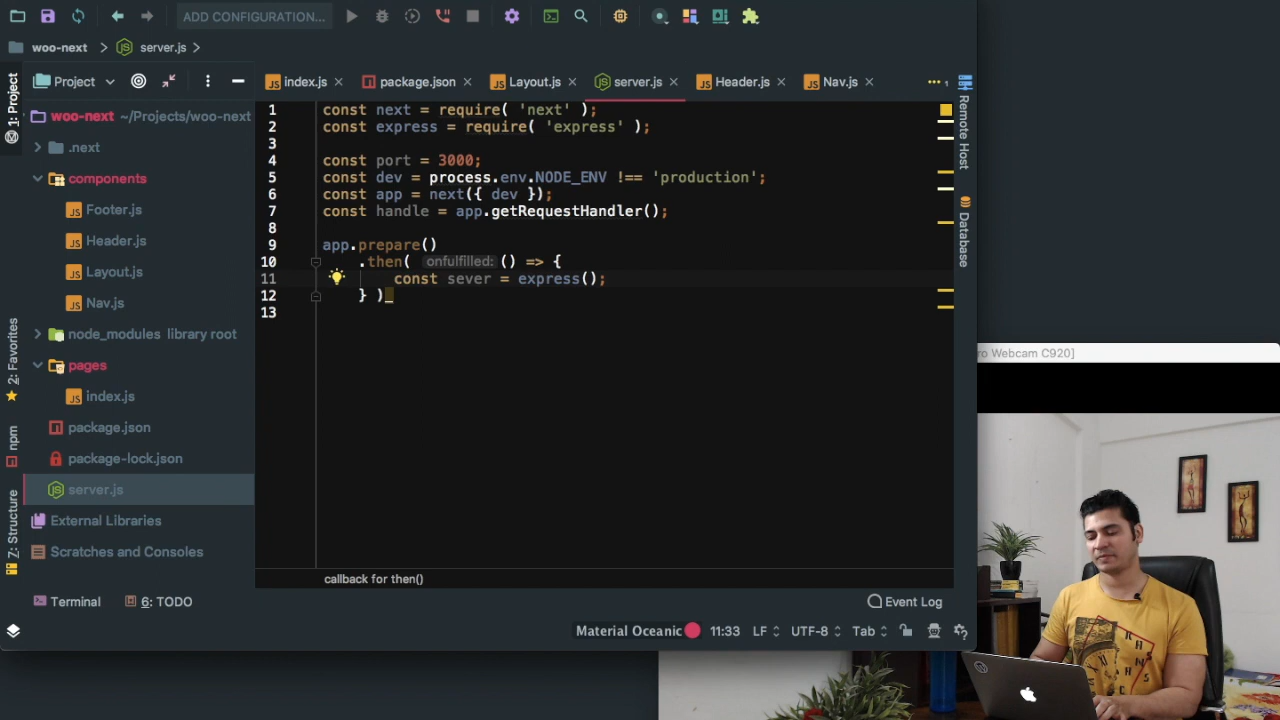 ADD CONFIGURATION...
woo-next
server.js
Project
index.js
package.json
Layout.js
server.js
Header.js
Nav.js
1
1: Project
2: Favorites
npm
Z: Structure
Remote Host
Database
woo-next ~/Projects/woo-next
.next
components
Footer.js
Header.js
Layout.js
Nav.js
node_modules library root
pages
index.js
package.json
package-lock.json
server.js
External Libraries
Scratches and Consoles
1 const next = require( 'next' );
2 const express = require( 'express' );
3
4 const port = 3000;
5 const dev = process.env.NODE_ENV !== 'production';
6 const app = next({ dev });
7 const handle = app.getRequestHandler();
8
9 app.prepare()
10 .then( onfulfilled: () => {
11 const sever = express();
12 } )
13
callback for then()
Terminal
6: TODO
Event Log
Material Oceanic
11:33
LF
UTF-8
Tab
ro Webcam C920]